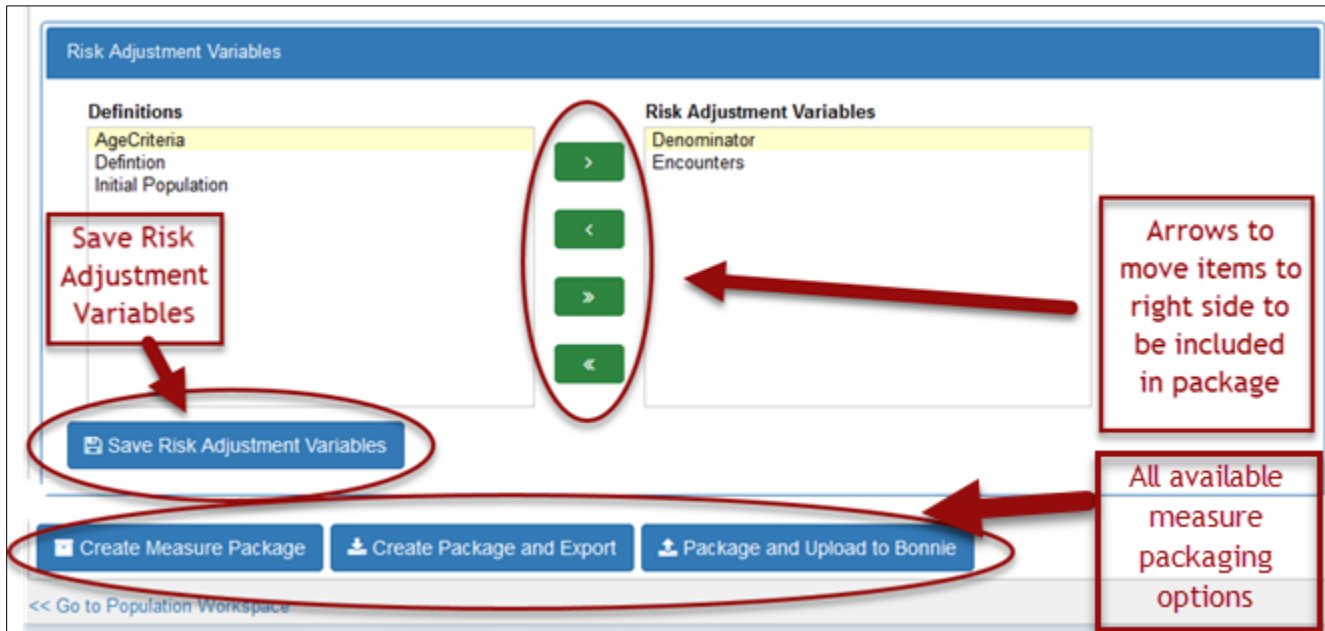 Risk Adjustment Variables
Definitions
AgeCriteria
Defintion
Initial Population
Risk Adjustment Variables
Denominator
Encounters
>
<
»
«
Save Risk
Adjustment
Variables
Arrows to
move items to
right side to
be included
in package
Save Risk Adjustment Variables
All available
measure
packaging
options
Create Measure Package
Create Package and Export
Package and Upload to Bonnie
<< Go to Population Workspace